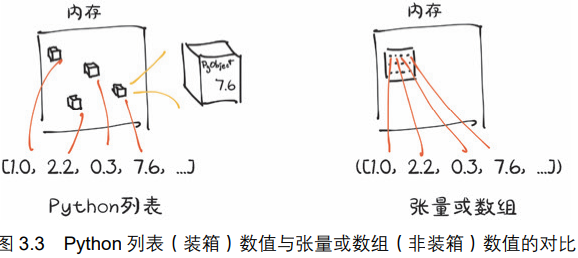 内存
内存
PyObject
7.6
[1.0, 2.2, 0.3, 7.6, …]
([1.0, 2.2, 0.3, 7.6, …])
Python列表
张量或数组
图 3.3 Python 列表（装箱）数值与张量或数组（非装箱）数值的对比